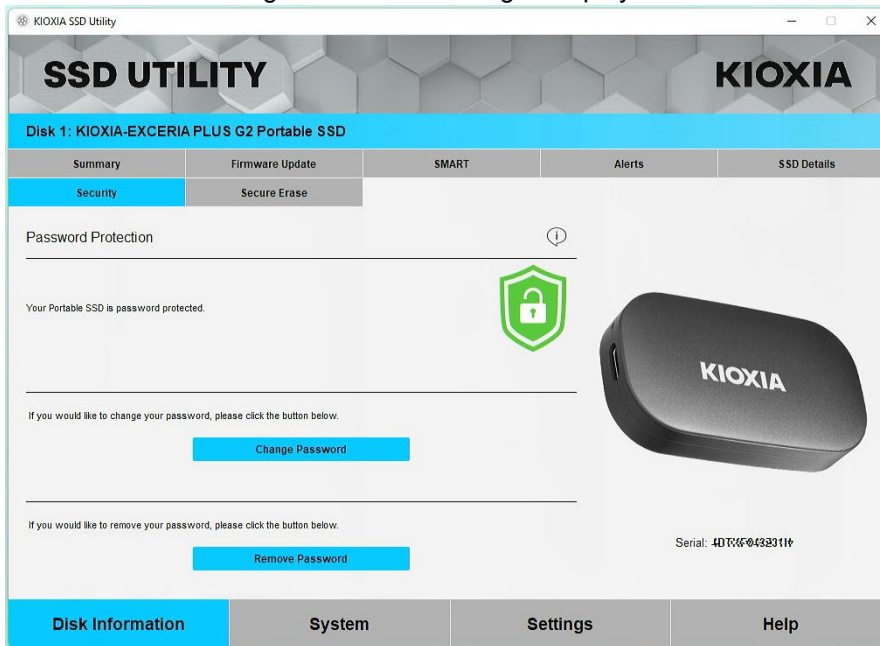 KIOXIA SSD Utility
SSD UTILITY
KIOXIA
Disk 1: KIOXIA-EXCERIA PLUS G2 Portable SSD
Summary Firmware Update SMART Alerts SSD Details
Security Secure Erase
Password Protection
Your Portable SSD is password protected.
KIOXIA
If you would like to change your password, please click the button below.
Change Password
If you would like to remove your password, please click the button below.
Remove Password
Serial:
Disk Information System Settings Help